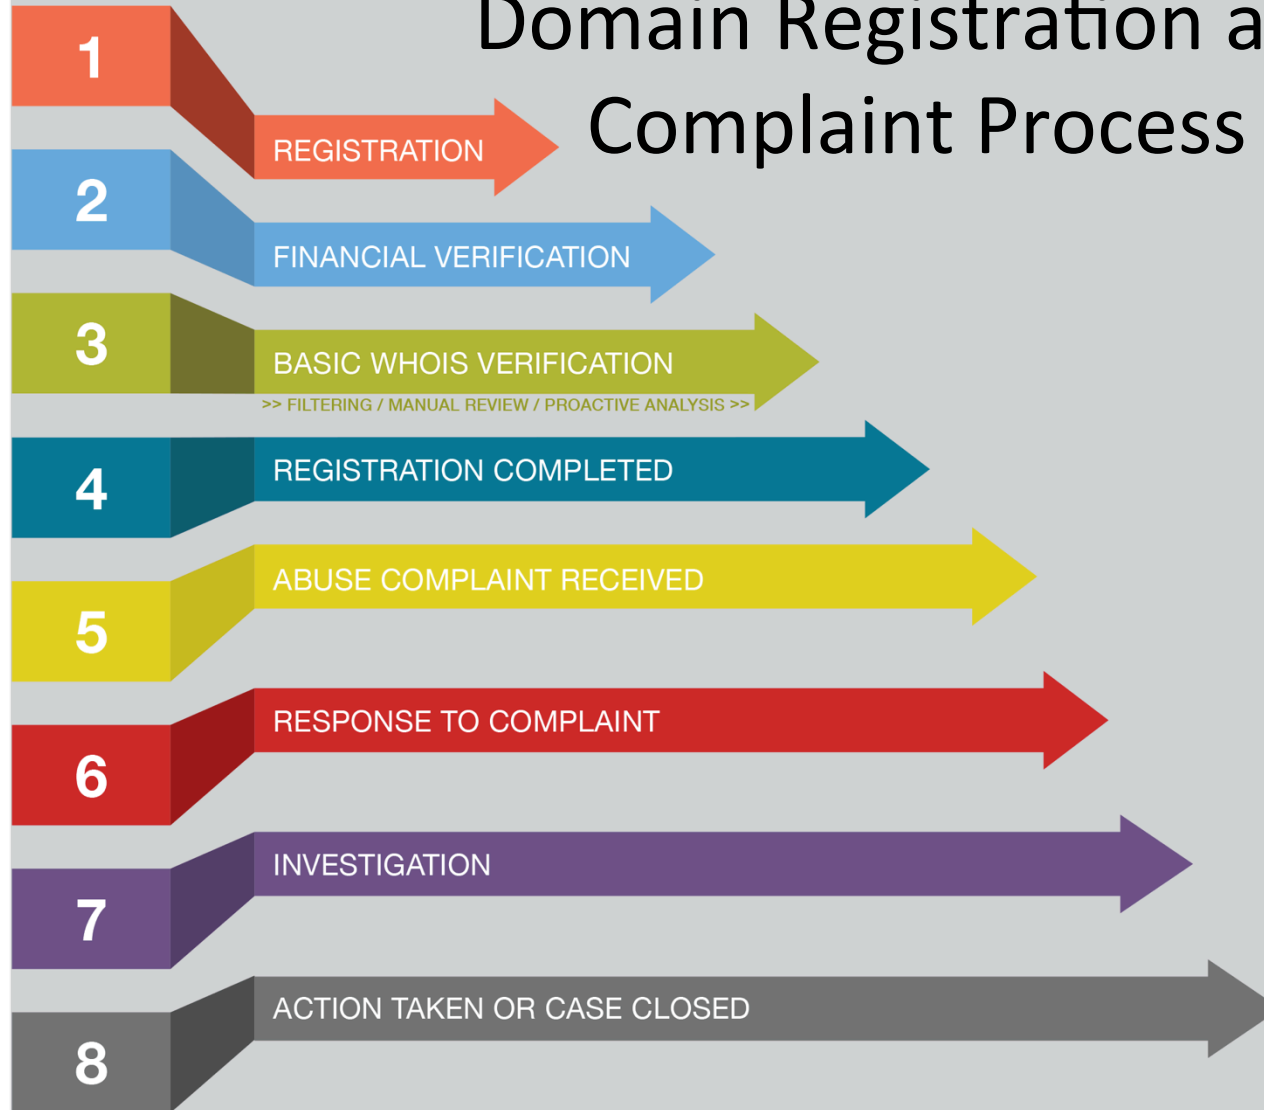 Domain Registration a
Complaint Process
1
REGISTRATION
2
FINANCIAL VERIFICATION
3
BASIC WHOIS VERIFICATION
>> FILTERING / MANUAL REVIEW / PROACTIVE ANALYSIS >>
4
REGISTRATION COMPLETED
5
ABUSE COMPLAINT RECEIVED
6
RESPONSE TO COMPLAINT
7
INVESTIGATION
8
ACTION TAKEN OR CASE CLOSED